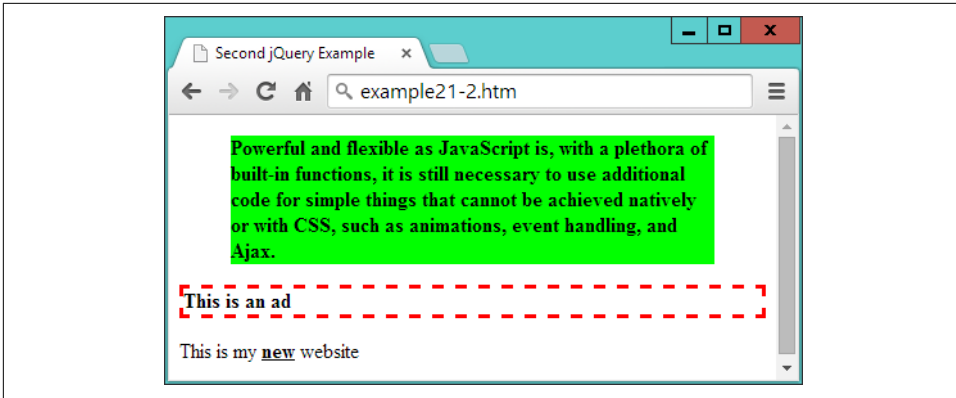 Second jQuery Example
example21-2.htm
Powerful and flexible as JavaScript is, with a plethora of
built-in functions, it is still necessary to use additional
code for simple things that cannot be achieved natively
or with CSS, such as animations, event handling, and
Ajax.
This is an ad
This is my new website